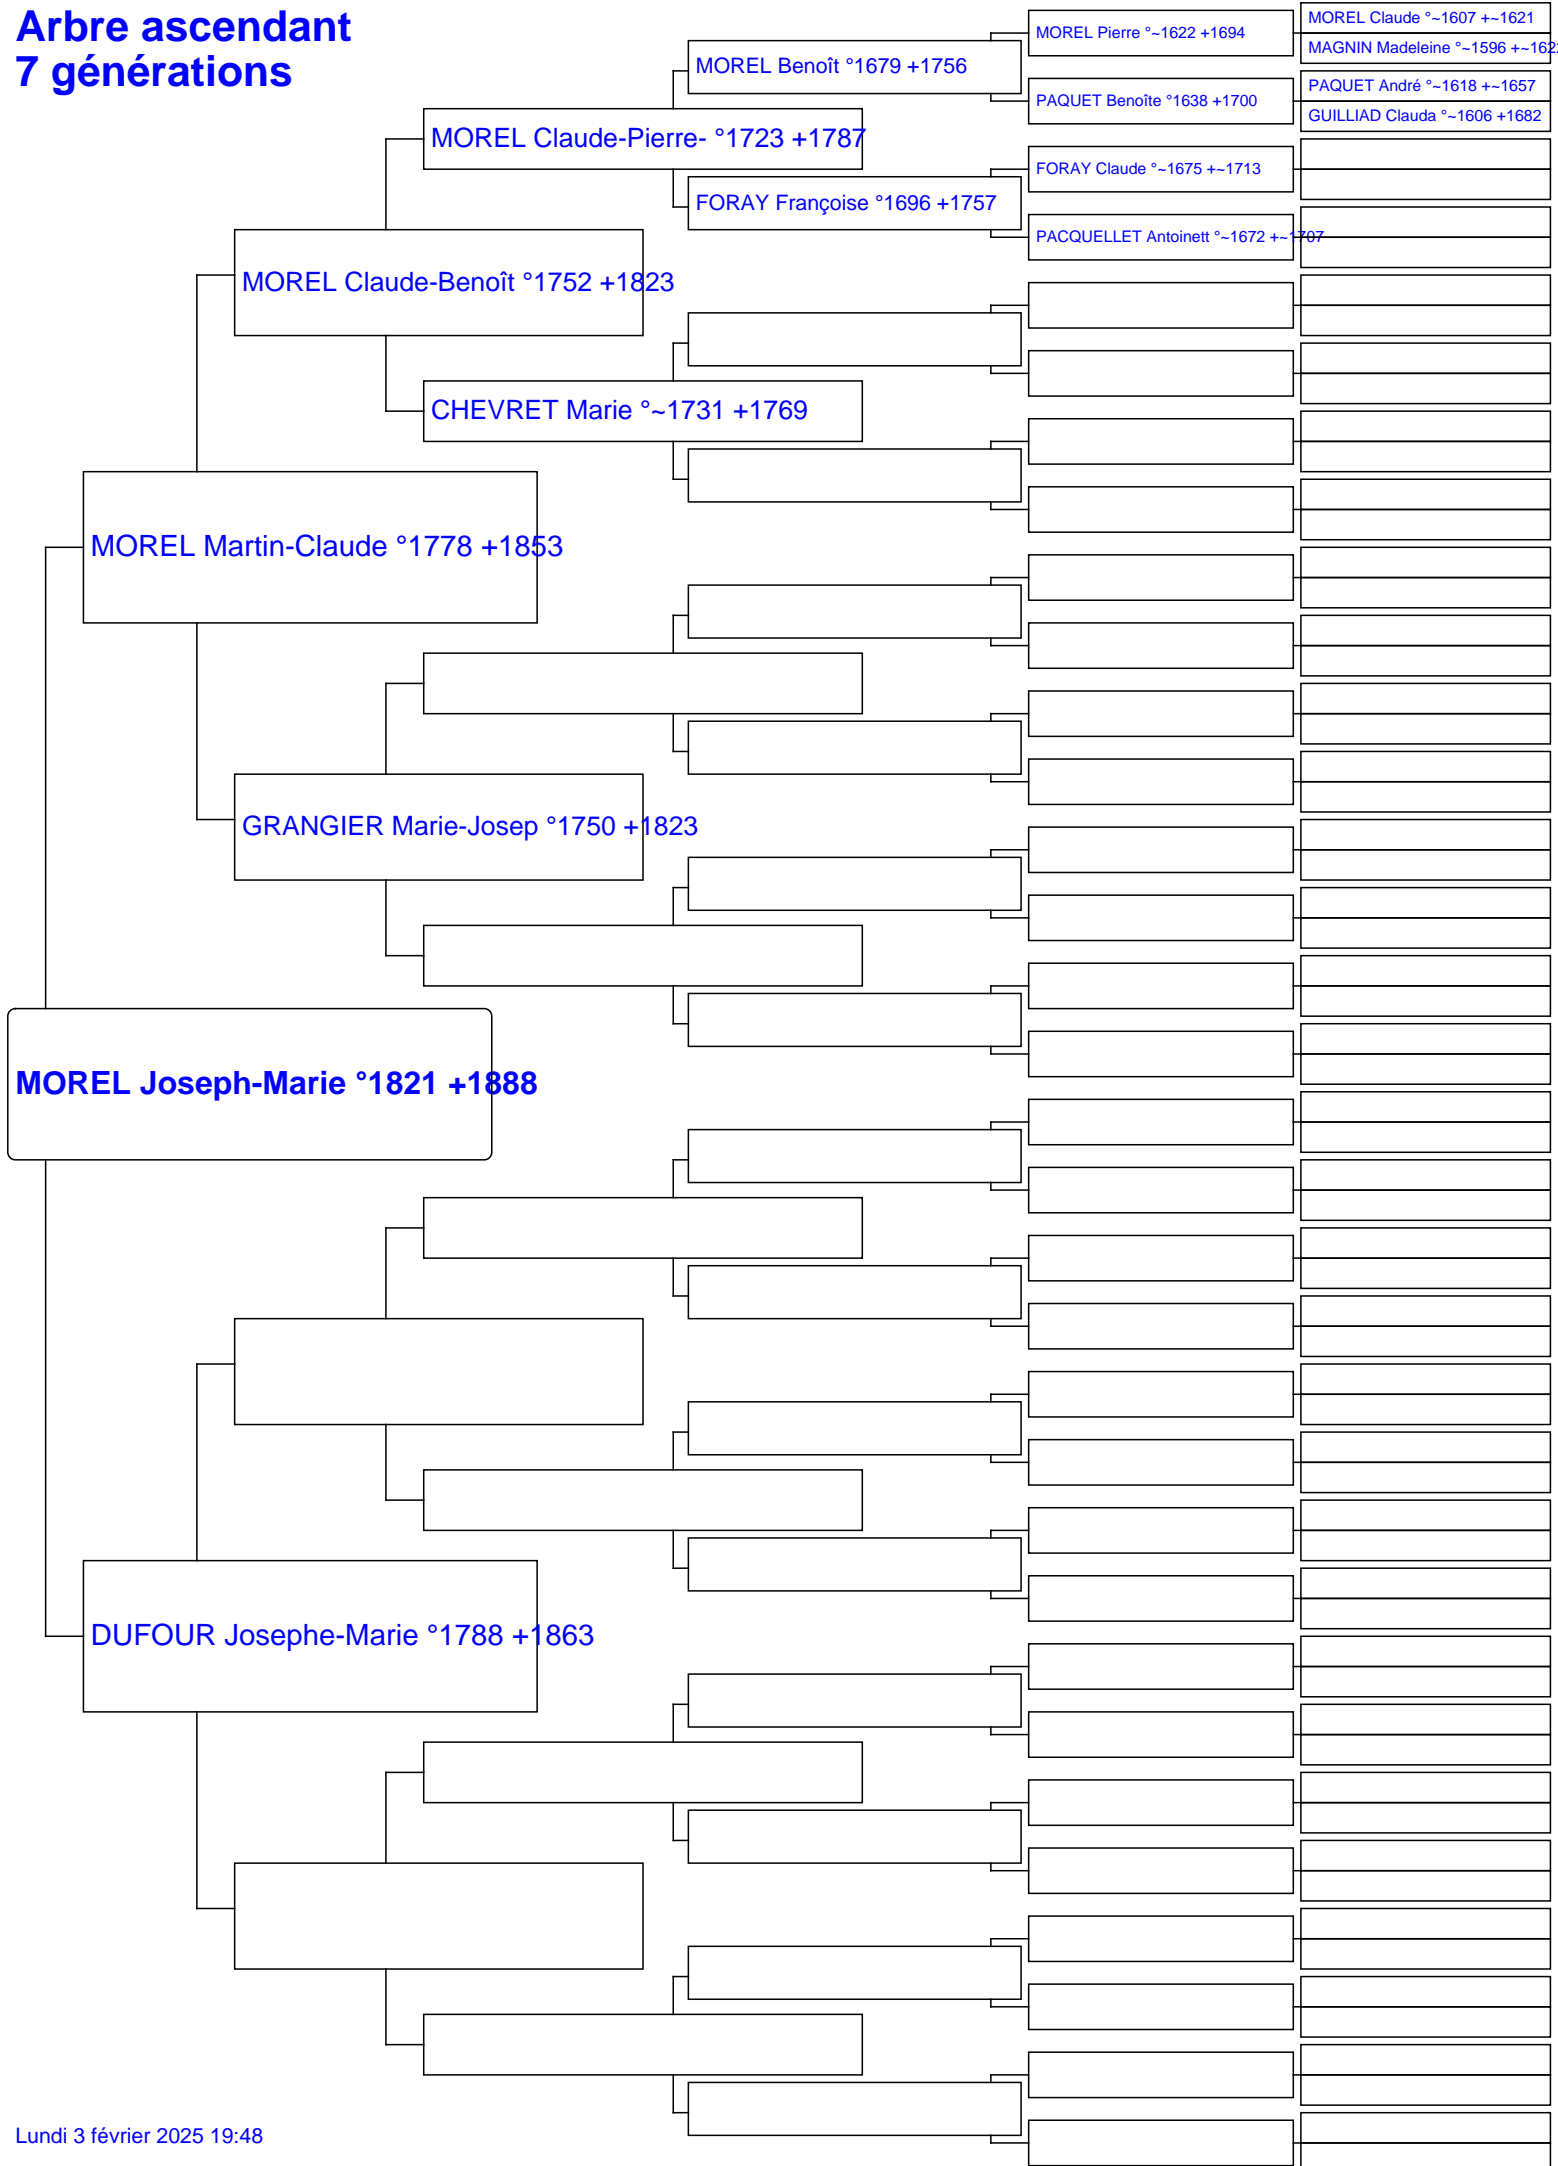 Arbre ascendant
7 générations
MOREL Claude °~1607 +~1621
MOREL Pierre °~1622 +1694
MAGNIN Madeleine °~1596 +~162
MOREL Benoît °1679 +1756
PAQUET André °~1618 +~1657
PAQUET Benoîte °1638 +1700
GUILLIAD Clauda °~1606 +1682
MOREL Claude-Pierre- °1723 +1787
FORAY Claude °~1675 +~1713
FORAY Françoise °1696 +1757
PACQUELLET Antoinett °~1672 +~1707
MOREL Claude-Benoît °1752 +1823
CHEVRET Marie °~1731 +1769
MOREL Martin-Claude °1778 +1853
GRANGIER Marie-Josep °1750 +1823
MOREL Joseph-Marie °1821 +1888
DUFOUR Josephe-Marie °1788 +1863
Lundi 3 février 2025 19:48